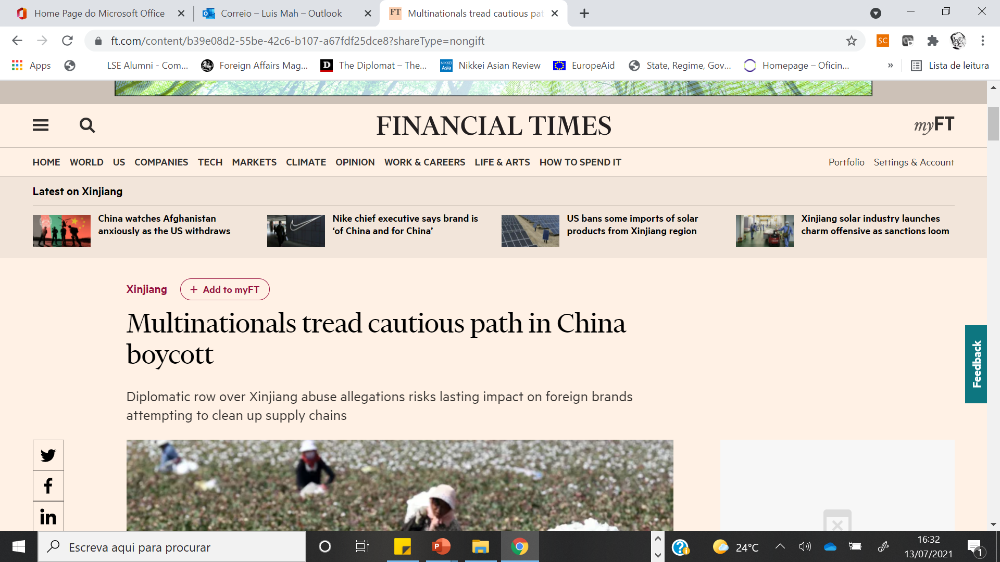 Home Page do Microsoft Office
Correio – Luis Mah – Outlook
FT Multinationals tread cautious pat
ft.com/content/b39e08d2-55be-42c6-b107-a67fdf25dce8?shareType=nongift
SC
Apps
LSE Alumni - Com...
Foreign Affairs Mag...
D The Diplomat – The...
NIKKEI Asia Nikkei Asian Review
EuropeAid
State, Regime, Gov...
Homepage – Oficin...
»
Lista de leitura
FINANCIAL TIMES
myFT
HOME WORLD US COMPANIES TECH MARKETS CLIMATE OPINION WORK & CAREERS LIFE & ARTS HOW TO SPEND IT
Portfolio Settings & Account
Latest on Xinjiang
China watches Afghanistan
anxiously as the US withdraws
Nike chief executive says brand is
‘of China and for China’
US bans some imports of solar
products from Xinjiang region
Xinjiang solar industry launches
charm offensive as sanctions loom
Xinjiang
+ Add to myFT
Multinationals tread cautious path in China
boycott
Diplomatic row over Xinjiang abuse allegations risks lasting impact on foreign brands
attempting to clean up supply chains
Feedback
f
in
Escreva aqui para procurar
P
24°C
16:32
13/07/2021
1